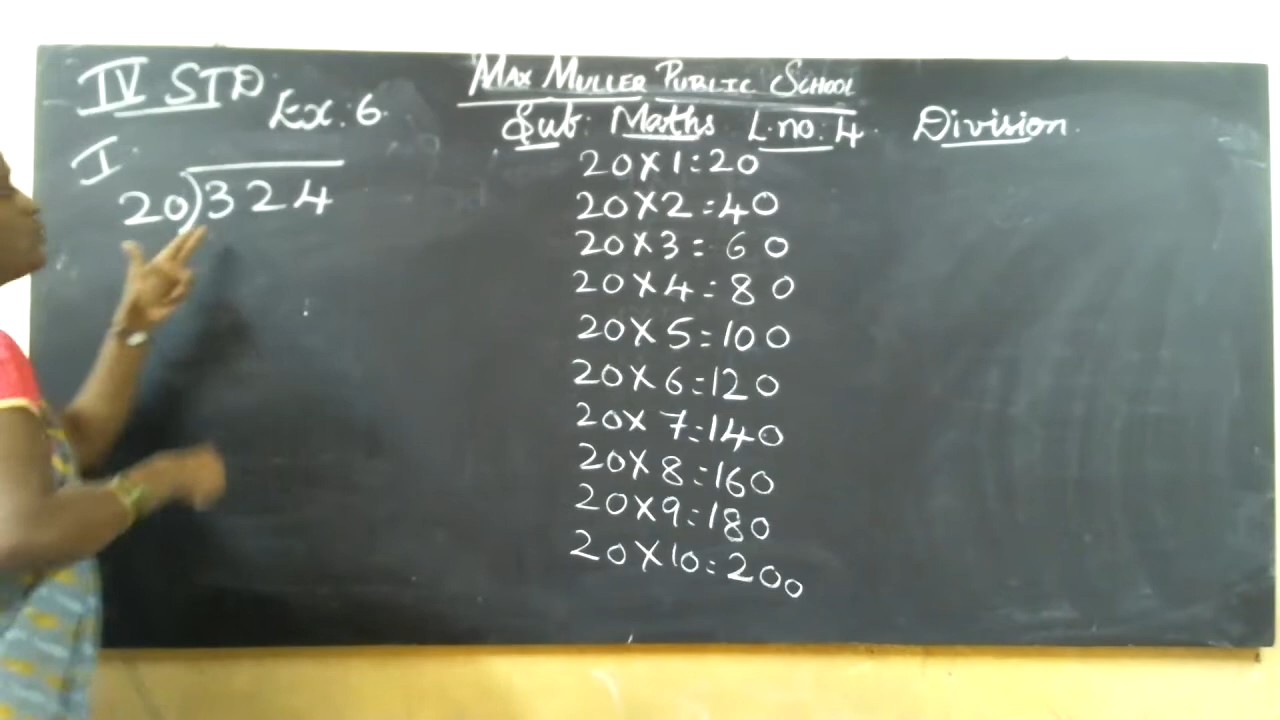 MAX MULLER PUBLIC SCHOOL
IV STD Ex: 6.
Sub: Maths L.no: 4. Division.
I.
20)324
20X1:20
20X2:40
20X3: 60
20X4:80
20X5:100
20X6:120
20X7:140
20X8:160
20X9:180
20X10:200